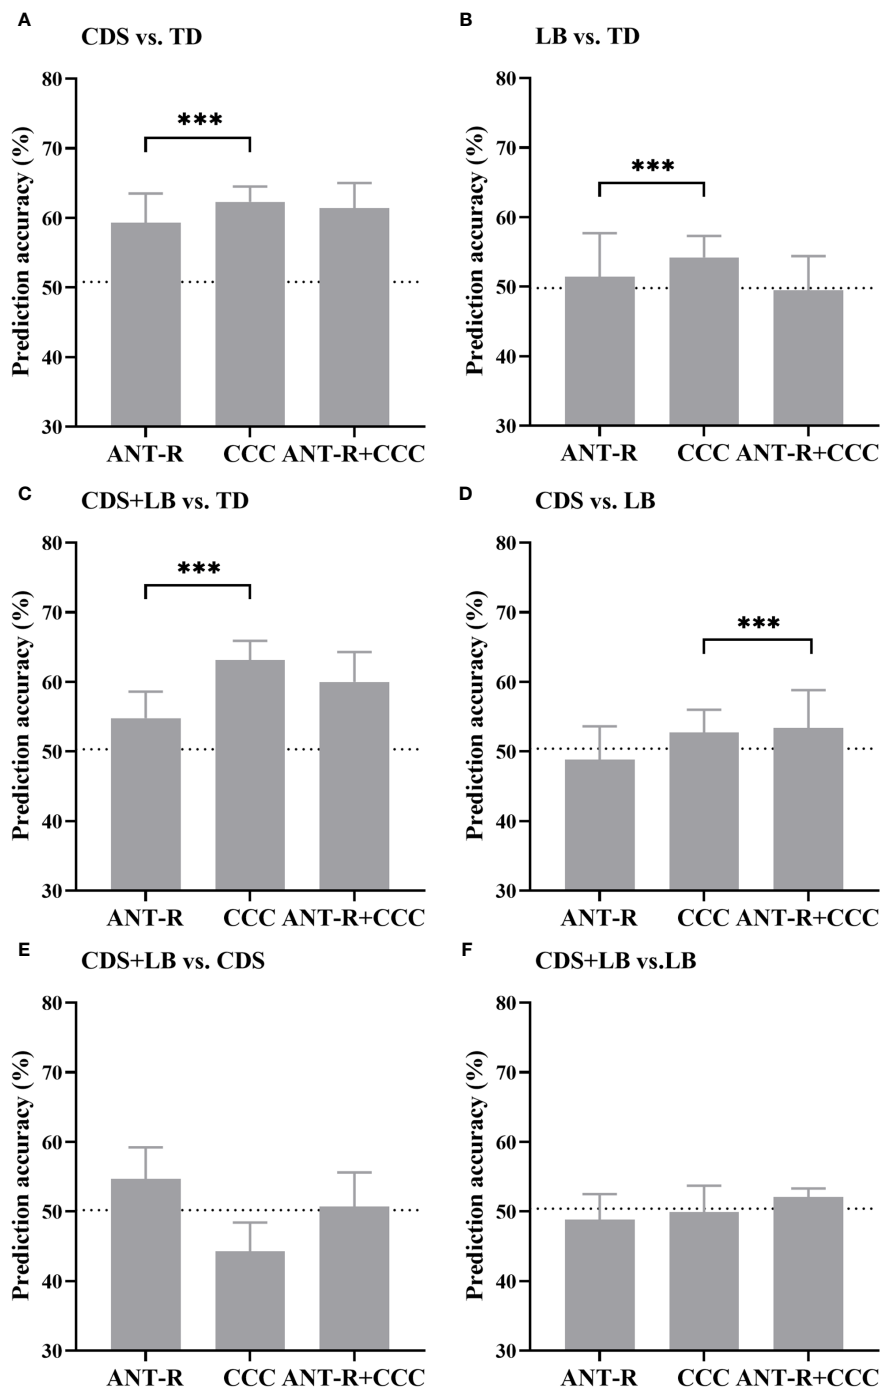 A
CDS vs. TD
Prediction accuracy (%)
80
70
60
50
40
30
***
ANT-R CCC ANT-R+CCC
B
LB vs. TD
Prediction accuracy (%)
80
70
60
50
40
30
***
ANT-R CCC ANT-R+CCC
C
CDS+LB vs. TD
Prediction accuracy (%)
80
70
60
50
40
30
***
ANT-R CCC ANT-R+CCC
D
CDS vs. LB
Prediction accuracy (%)
80
70
60
50
40
30
***
ANT-R CCC ANT-R+CCC
E
CDS+LB vs. CDS
Prediction accuracy (%)
80
70
60
50
40
30
ANT-R CCC ANT-R+CCC
F
CDS+LB vs.LB
Prediction accuracy (%)
80
70
60
50
40
30
ANT-R CCC ANT-R+CCC